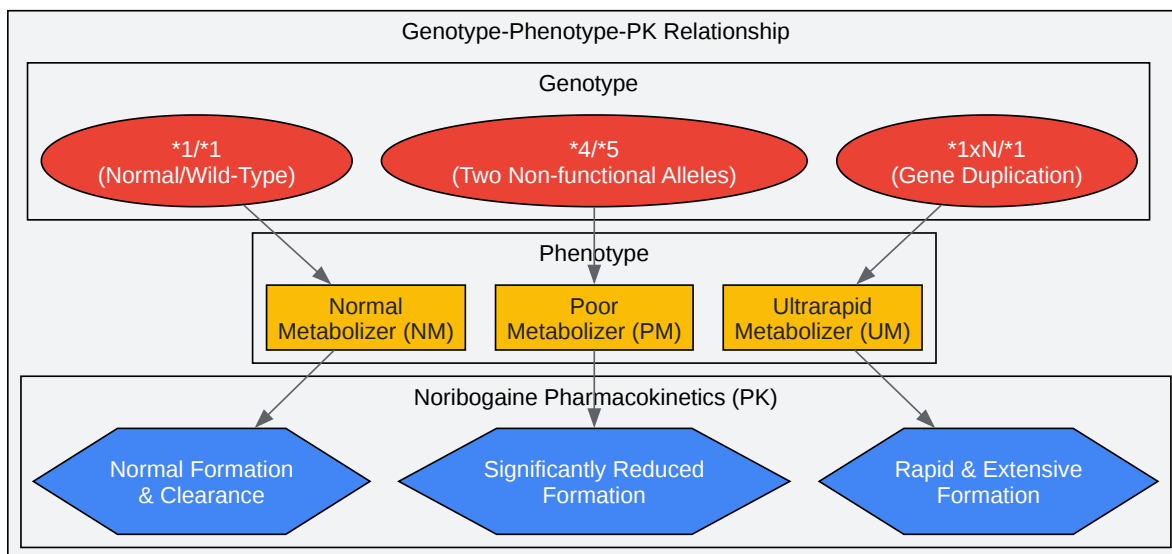 Genotype-Phenotype-PK Relationship
Genotype
*1/*1
(Normal/Wild-Type)
*4/*5
(Two Non-functional Alleles)
*1xN/*1
(Gene Duplication)
Phenotype
Normal
Metabolizer (NM)
Poor
Metabolizer (PM)
Ultrarapid
Metabolizer (UM)
Noribogaine Pharmacokinetics (PK)
Normal Formation
& Clearance
Significantly Reduced
Formation
Rapid & Extensive
Formation